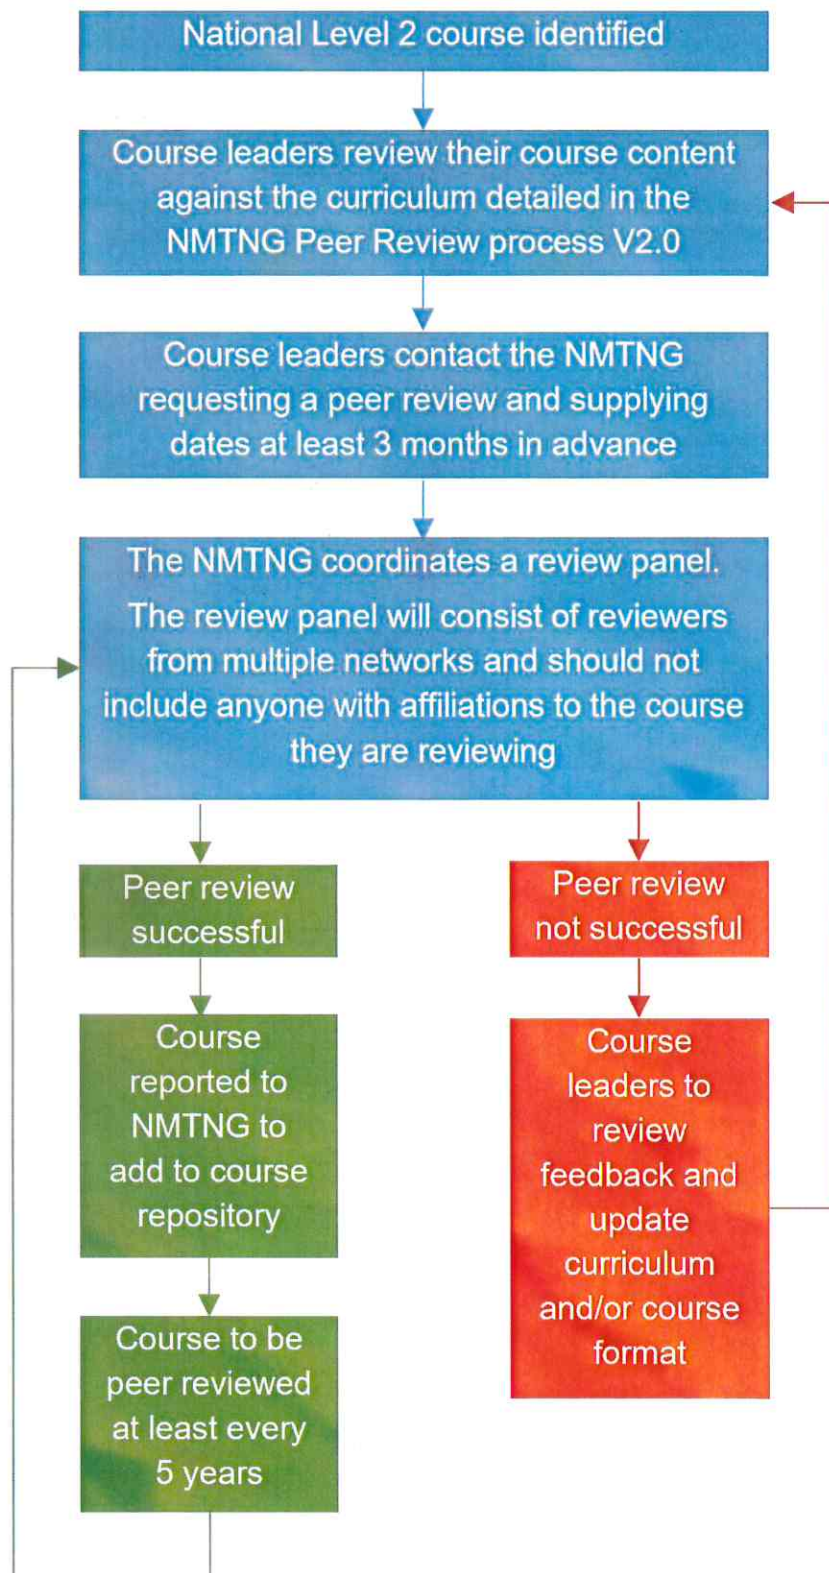 National Level 2 course identified
Course leaders review their course content
against the curriculum detailed in the
NMTNG Peer Review process V2.0
Course leaders contact the NMTNG
requesting a peer review and supplying
dates at least 3 months in advance
The NMTNG coordinates a review panel.
The review panel will consist of reviewers
from multiple networks and should not
include anyone with affiliations to the course
they are reviewing
Peer review
successful
Course
reported to
NMTNG to
add to course
repository
Course to be
peer reviewed
at least every
5 years
Peer review
not successful
Course
leaders to
review
feedback and
update
curriculum
and/or course
format